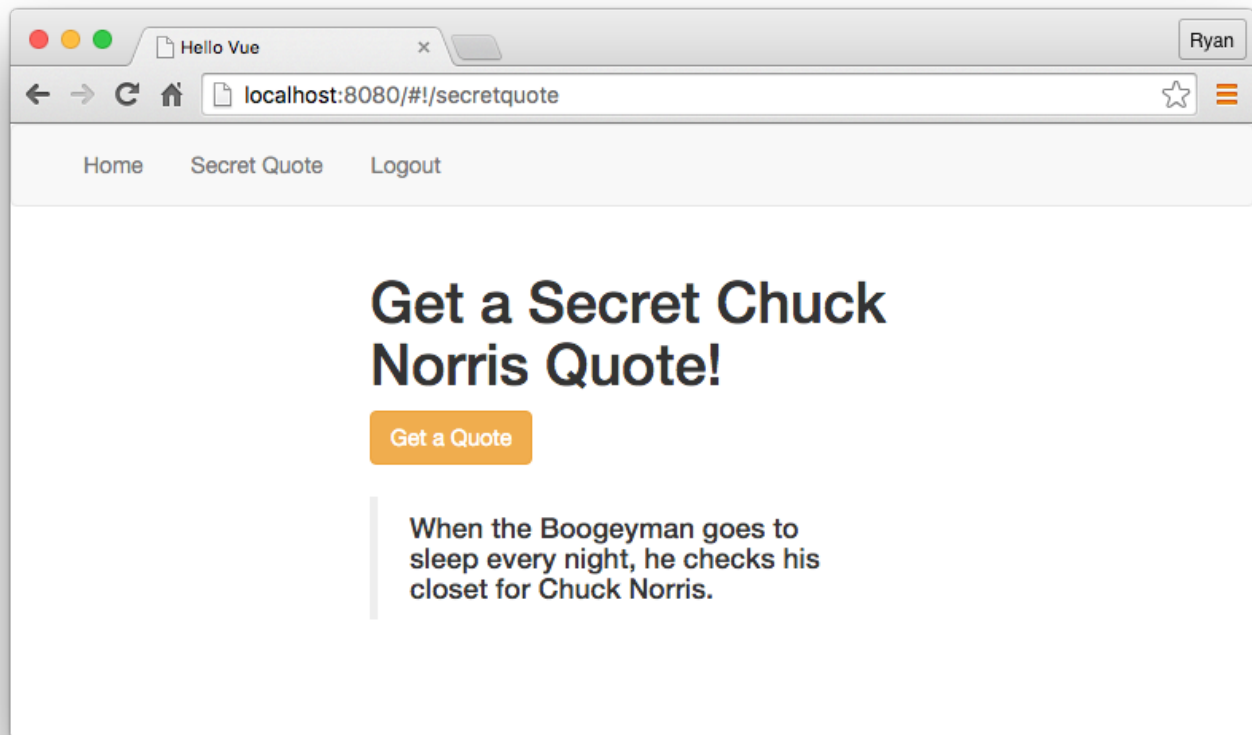 Hello Vue
Ryan
localhost:8080/#!/secretquote
Home Secret Quote Logout
Get a Secret Chuck
Norris Quote!
Get a Quote
When the Boogeyman goes to
sleep every night, he checks his
closet for Chuck Norris.